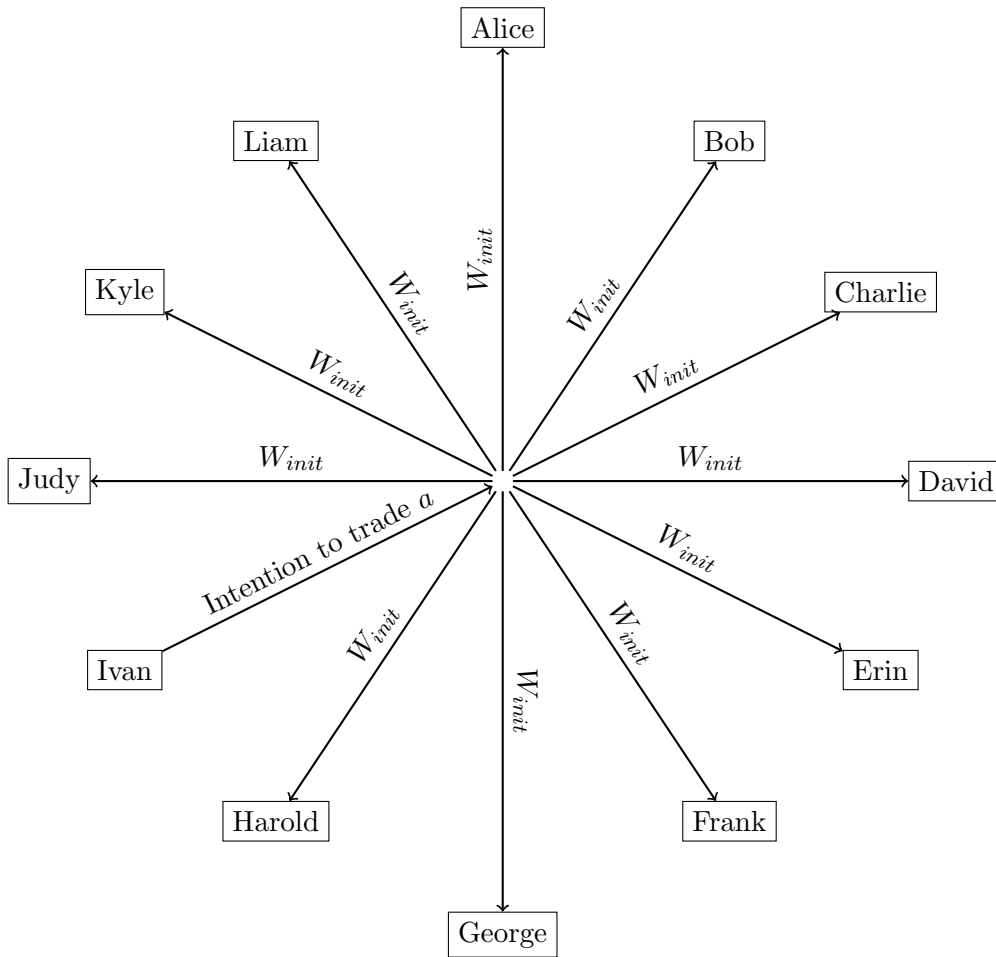 Alice
Liam
Bob
W_init
Kyle
Charlie
W_init
W_init
W_init
W_init
Judy
W_init
W_init
David
Intention to trade a
W_init
W_init
W_init
Ivan
Erin
W_init
Harold
Frank
George